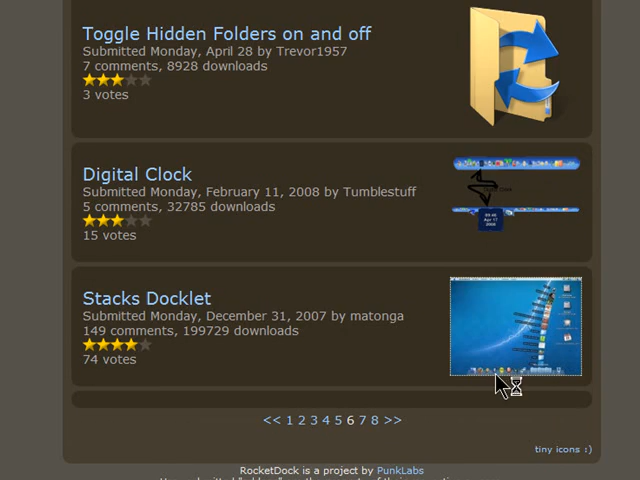 Toggle Hidden Folders on and off
Submitted Monday, April 28 by Trevor1957
7 comments, 8928 downloads
3 votes
Digital Clock
Submitted Monday, February 11, 2008 by Tumblestuff
5 comments, 32785 downloads
15 votes
Stacks Docklet
Submitted Monday, December 31, 2007 by matonga
149 comments, 199729 downloads
74 votes
<< 1 2 3 4 5 6 7 8 >>
tiny icons :)
RocketDock is a project by PunkLabs